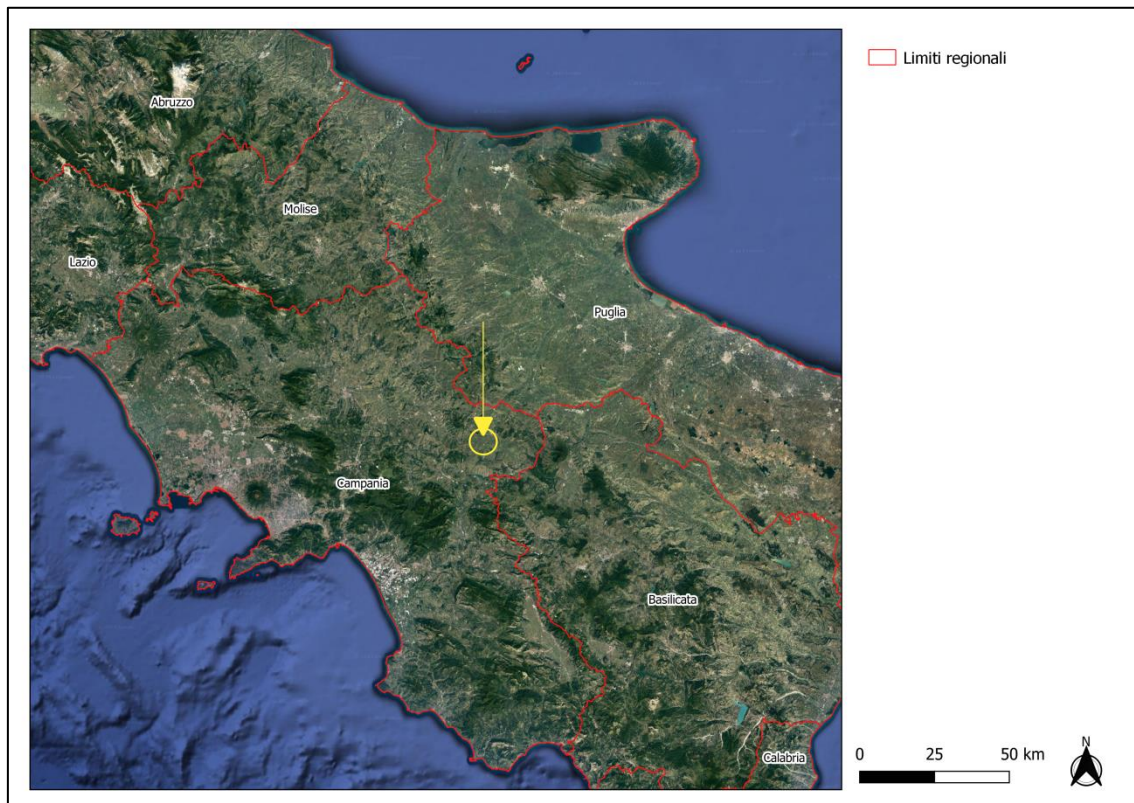 Limiti regionali
Abruzzo
Molise
Lazio
Puglia
Campania
Basilicata
Calabria
0 25 50 km
N